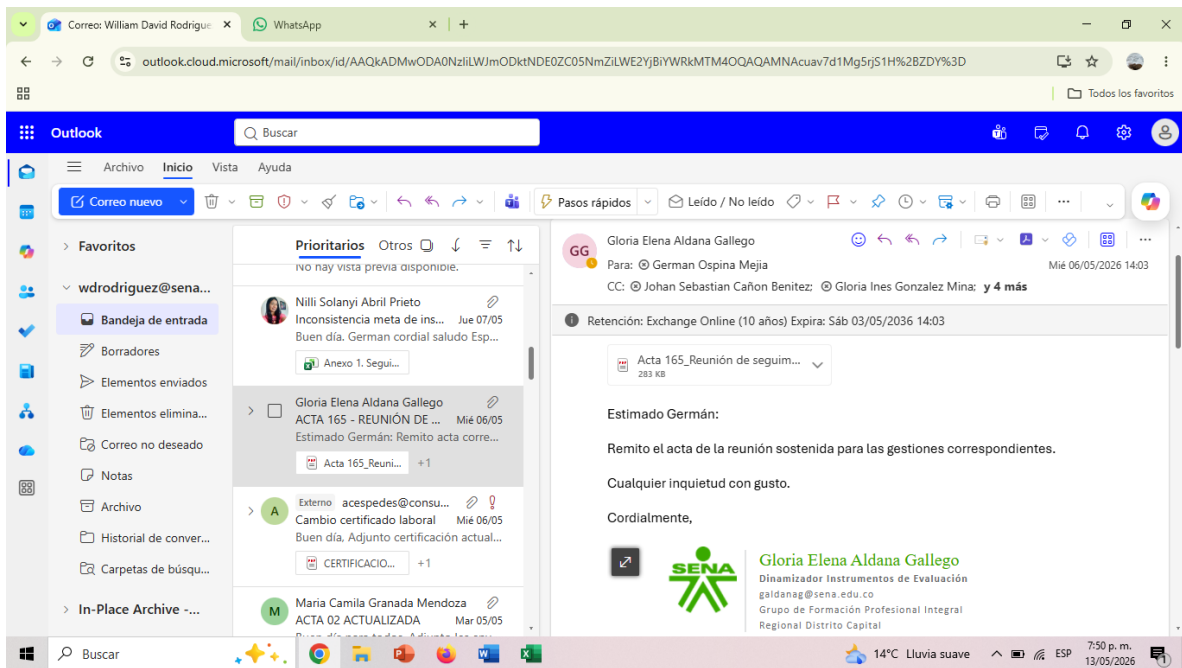 Correo: William David Rodrigue
WhatsApp
outlook.cloud.microsoft/mail/inbox/id/AAQkADMwODA0NzliLWJmODktNDE0ZC05NmZiLWE2YjBiYWRkMTM4OQAQAMNAcuav7d1Mg5rjS1H%2BZDY%3D
Todos los favoritos
Outlook
Buscar
Archivo Inicio Vista Ayuda
Correo nuevo
Pasos rápidos
Leído / No leído
Favoritos
wdrodriguez@sena...
Bandeja de entrada
Borradores
Elementos enviados
Elementos elimina...
Correo no deseado
Notas
Archivo
Historial de conver...
Carpetas de búsqu...
In-Place Archive -...
Prioritarios Otros
No hay vista previa disponible.
Nilli Solanyi Abril Prieto
Inconsistencia meta de ins... Jue 07/05
Buen día. German cordial saludo Esp...
Anexo 1. Segui...
Gloria Elena Aldana Gallego
ACTA 165 - REUNIÓN DE ... Mié 06/05
Estimado Germán: Remito acta corre...
Acta 165_Reuni... +1
A
Externo acespedes@consu...
Cambio certificado laboral Mié 06/05
Buen día, Adjunto certificación actual...
CERTIFICACIO... +1
M
Maria Camila Granada Mendoza
ACTA 02 ACTUALIZADA Mar 05/05
GG
Gloria Elena Aldana Gallego
Para: German Ospina Mejia
Mié 06/05/2026 14:03
CC: Johan Sebastian Cañon Benitez; Gloria Ines Gonzalez Mina; y 4 más
Retención: Exchange Online (10 años) Expira: Sáb 03/05/2036 14:03
Acta 165_Reunión de seguim...
283 KB
Estimado Germán:
Remito el acta de la reunión sostenida para las gestiones correspondientes.
Cualquier inquietud con gusto.
Cordialmente,
SENA
Gloria Elena Aldana Gallego
Dinamizador Instrumentos de Evaluación
galdanag@sena.edu.co
Grupo de Formación Profesional Integral
Regional Distrito Capital
Buscar
14°C Lluvia suave
ESP
7:50 p. m.
13/05/2026
1